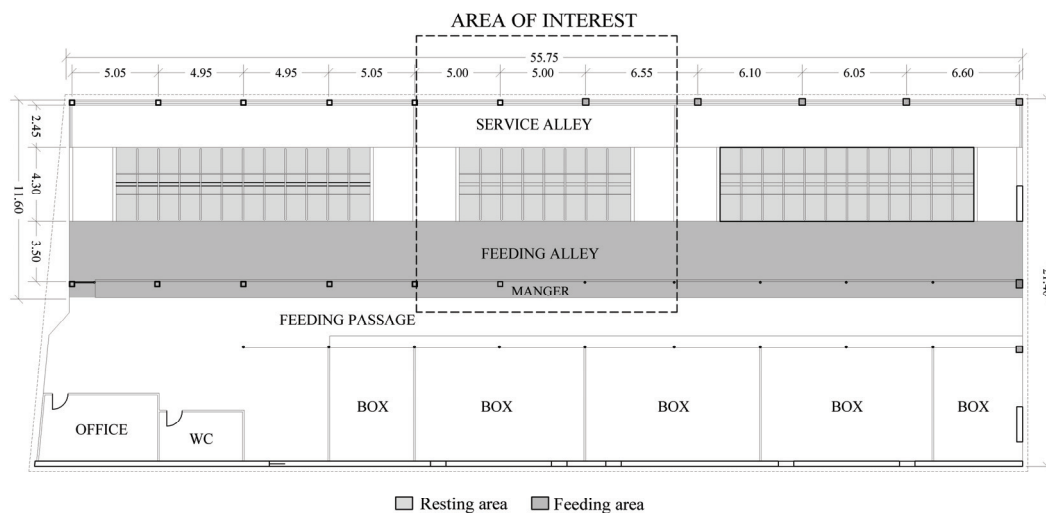 AREA OF INTEREST
55.75
5.05 4.95 4.95 5.05 5.00 5.00 6.55 6.10 6.05 6.60
SERVICE ALLEY
2.45
4.30
11.60
3.50
FEEDING ALLEY
MANGER
FEEDING PASSAGE
BOX BOX BOX BOX BOX
OFFICE
WC
Resting area Feeding area